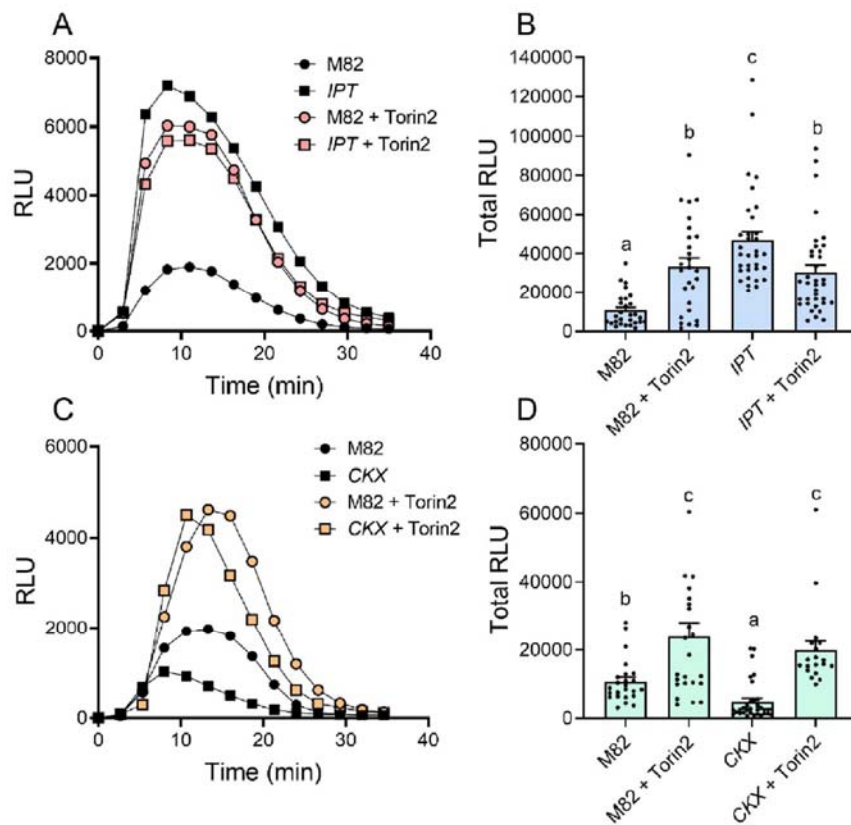 A
8000
6000
4000
2000
0
RLU
0
10
20
30
40
Time (min)
M82
IPT
M82 + Torin2
IPT + Torin2
B
140000
120000
100000
80000
60000
40000
20000
0
Total RLU
a
b
c
b
M82
M82 + Torin2
IPT
IPT + Torin2
C
6000
4000
2000
0
RLU
0
10
20
30
40
Time (min)
M82
CKX
M82 + Torin2
CKX + Torin2
D
80000
60000
40000
20000
0
Total RLU
b
c
a
c
M82
M82 + Torin2
CKX
CKX + Torin2